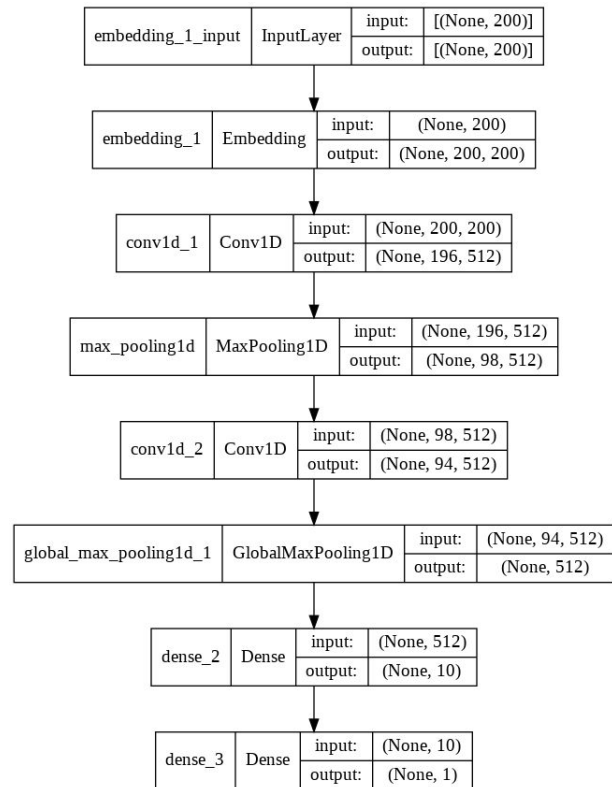 embedding_1_input InputLayer input: [(None, 200)]
output: [(None, 200)]
embedding_1 Embedding input: (None, 200)
output: (None, 200, 200)
conv1d_1 Conv1D input: (None, 200, 200)
output: (None, 196, 512)
max_pooling1d MaxPooling1D input: (None, 196, 512)
output: (None, 98, 512)
conv1d_2 Conv1D input: (None, 98, 512)
output: (None, 94, 512)
global_max_pooling1d_1 GlobalMaxPooling1D input: (None, 94, 512)
output: (None, 512)
dense_2 Dense input: (None, 512)
output: (None, 10)
dense_3 Dense input: (None, 10)
output: (None, 1)